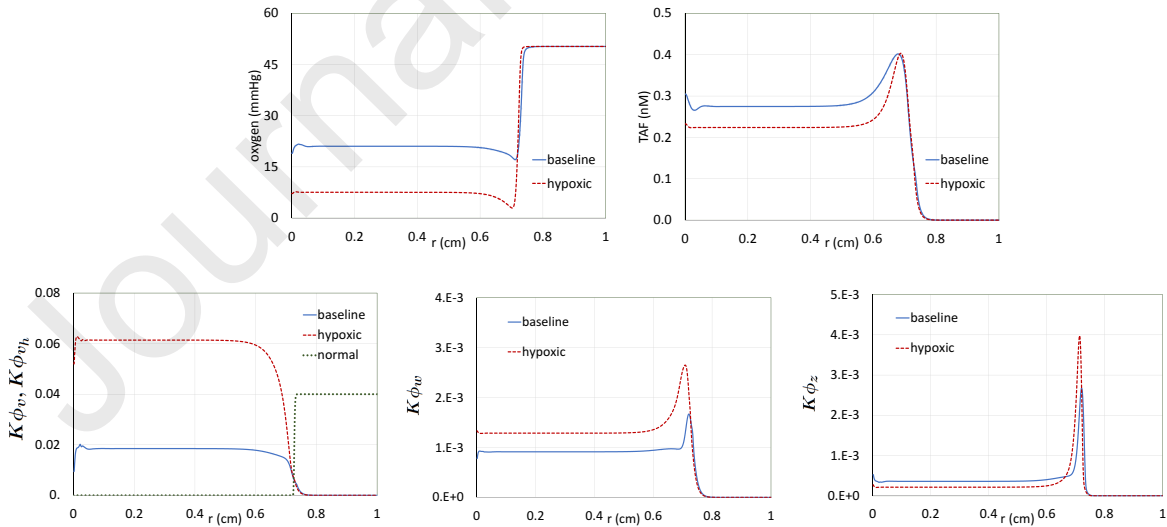 Journal
60
45
30
15
0
oxygen (mmHg)
baseline
hypoxic
0
0.2
0.4
0.6
0.8
1
r (cm)
0.5
0.4
0.3
0.2
0.1
0.0
TAF (nM)
baseline
hypoxic
0
0.2
0.4
0.6
0.8
1
r (cm)
0.08
0.06
0.04
0.02
0.
Kϕ_v, Kϕ_{v_h}
baseline
hypoxic
normal
0
0.2
0.4
0.6
0.8
1
r (cm)
4.E-3
3.E-3
2.E-3
1.E-3
0.E+0
Kϕ_w
baseline
hypoxic
0
0.2
0.4
0.6
0.8
1
r (cm)
5.E-3
4.E-3
3.E-3
2.E-3
1.E-3
0.E+0
Kϕ_z
baseline
hypoxic
0
0.2
0.4
0.6
0.8
1
r (cm)